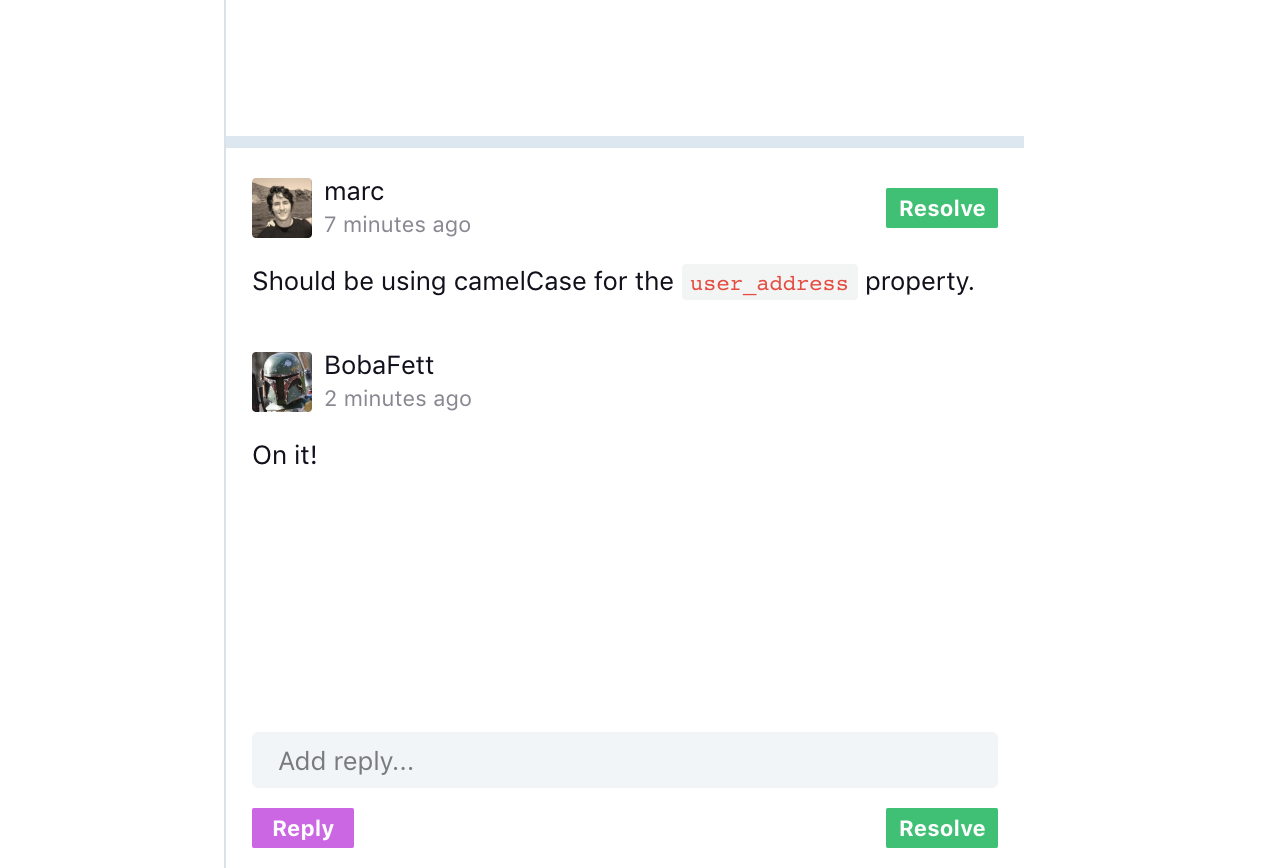 marc
7 minutes ago
Resolve
Should be using camelCase for the user_address property.
BobaFett
2 minutes ago
On it!
Add reply...
Reply
Resolve